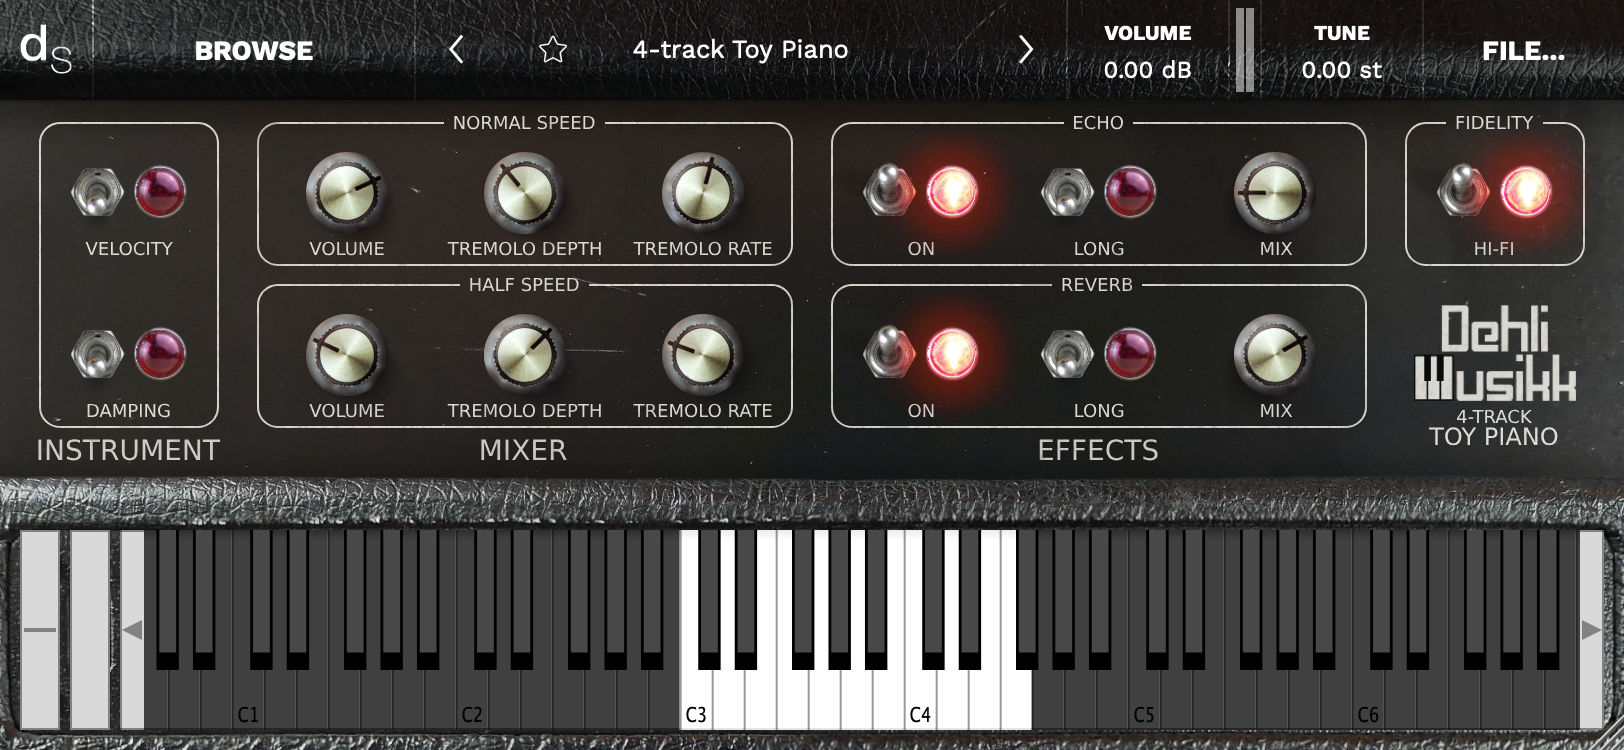 ds
BROWSE
4-track Toy Piano
VOLUME
0.00 dB
TUNE
0.00 st
FILE...
VELOCITY
DAMPING
INSTRUMENT
NORMAL SPEED
VOLUME
TREMOLO DEPTH
TREMOLO RATE
HALF SPEED
VOLUME
TREMOLO DEPTH
TREMOLO RATE
MIXER
ECHO
ON
LONG
MIX
REVERB
ON
LONG
MIX
EFFECTS
FIDELITY
HI-FI
Dehli
Musikk
4-TRACK
TOY PIANO
C1 C2 C3 C4 C5 C6